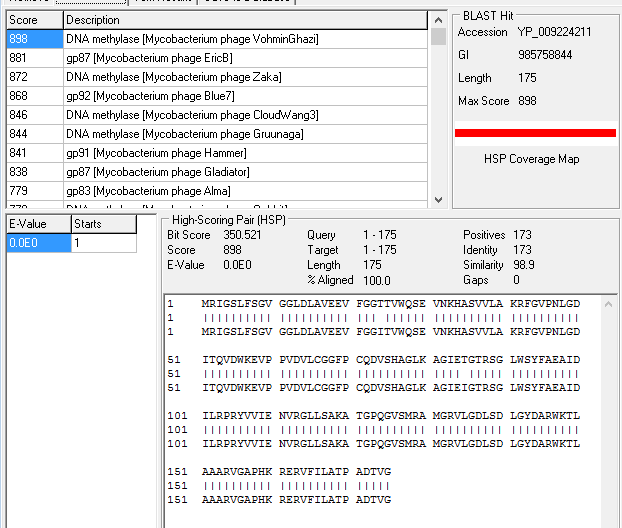 Score Description
898 DNA methylase [Mycobacterium phage VohminGhazi]
881 gp87 [Mycobacterium phage EricB]
872 DNA methylase [Mycobacterium phage Zaka]
868 gp92 [Mycobacterium phage Blue7]
846 DNA methylase [Mycobacterium phage CloudWang3]
844 DNA methylase [Mycobacterium phage Gruunaga]
841 gp91 [Mycobacterium phage Hammer]
838 gp87 [Mycobacterium phage Gladiator]
779 gp83 [Mycobacterium phage Alma]
BLAST Hit
Accession YP_009224211
GI 985758844
Length 175
Max Score 898
HSP Coverage Map
E-Value Starts
0.0E0 1
High-Scoring Pair (HSP)
Bit Score 350.521 Query 1 - 175 Positives 173
Score 898 Target 1 - 175 Identity 173
E-Value 0.0E0 Length 175 Similarity 98.9
% Aligned 100.0 Gaps 0
1 MRIGSLFSGV GGLDLAVEEV FGGTTVWQSE VNKHASVVLA KRFGVPNLGD
1 MRIGSLFSGV GGLDLAVEEV FGGITVWQSE VNKHASVVLA KRFGVPNLGD
51 ITQVDWKEVP PVDVLCGGFP CQDVSHAGLK AGIETGTRSG LWSYFAEAID
51 ITQVDWKEVP PVDVLCGGFP CQDVSHAGLK AGIETGTRSG LWSYFAEAID
101 ILRPRYVVIE NVRGLLSAKA TGPQGVSMRA MGRVLGDLSD LGYDARWKTL
101 ILRPRYVVIE NVRGLLSAKA TGPQGVSMRA MGRVLGDLSD LGYDARWKTL
151 AAARVGAPHK RERVFILATP ADTVG
151 AAARVGAPHK RERVFILATP ADTVG